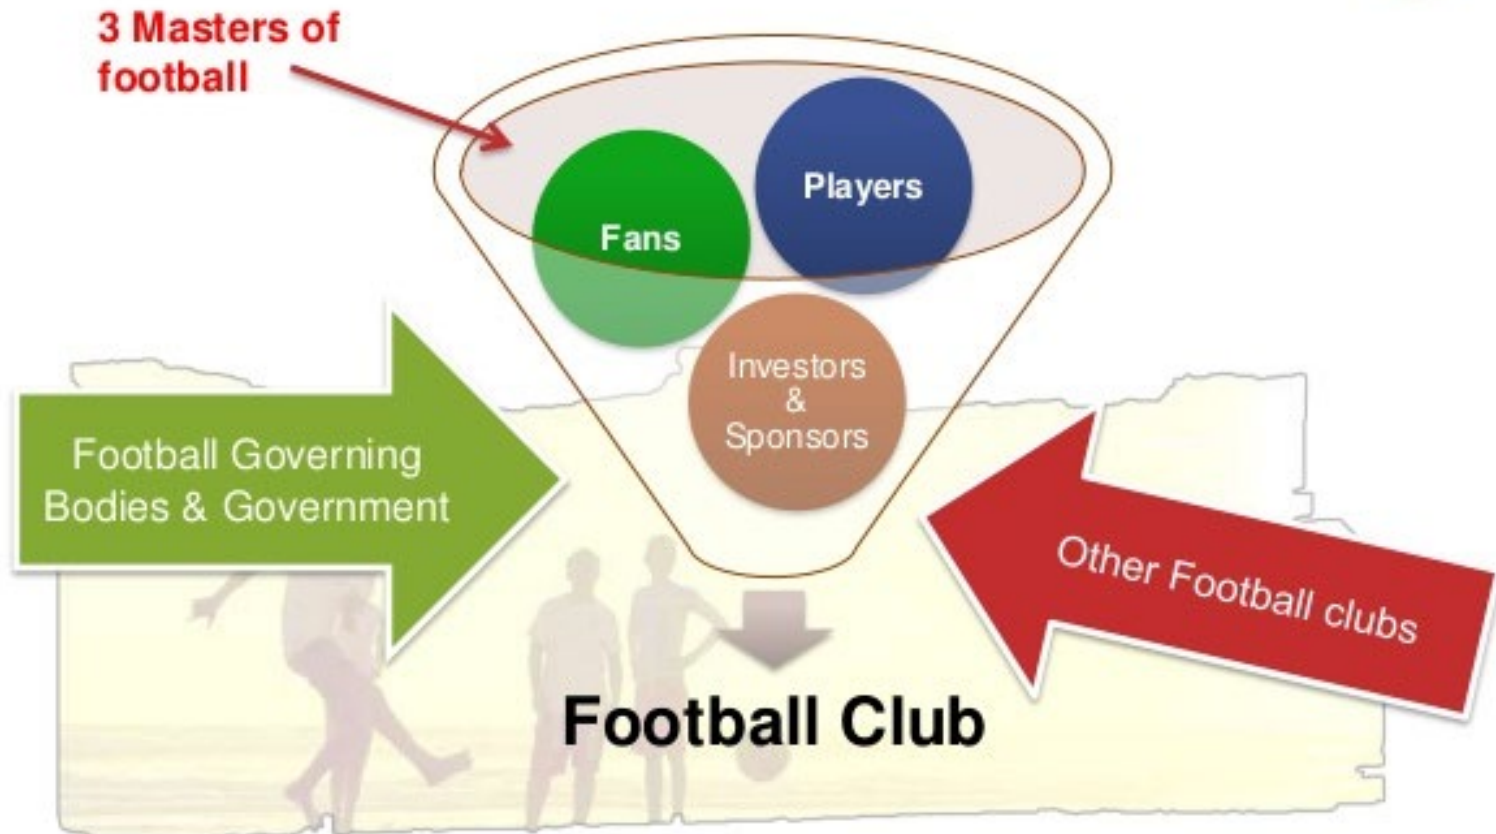 3 Masters of
football
Players
Fans
Investors
&
Sponsors
Football Governing
Bodies & Government
Other Football clubs
Football Club